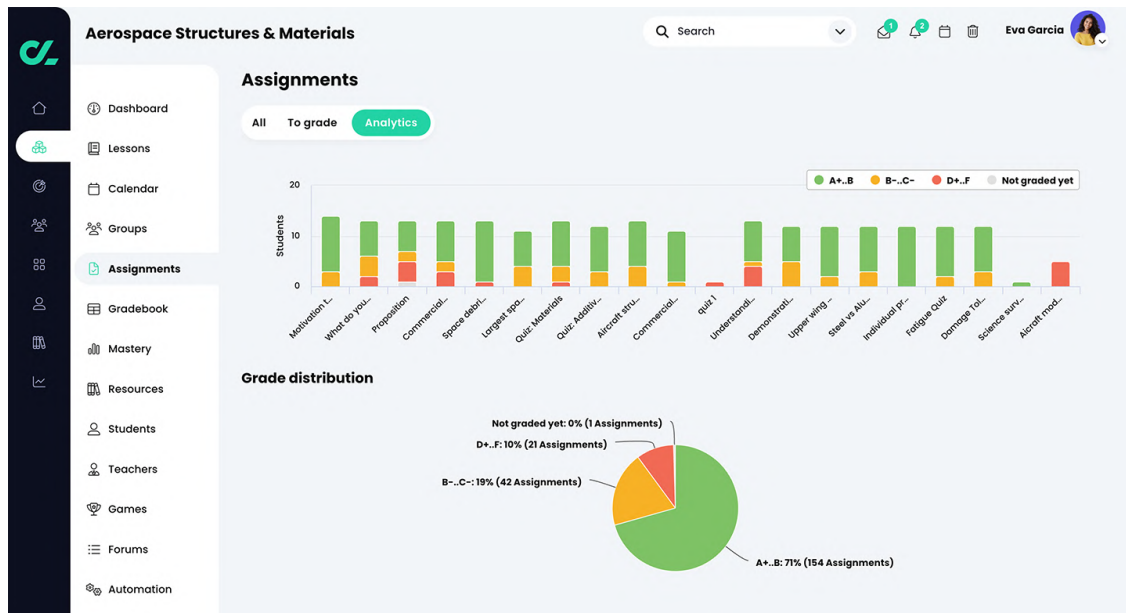 Aerospace Structures & Materials
Search
1
2
Eva Garcia
Dashboard
Lessons
Calendar
Groups
Assignments
Gradebook
Mastery
Resources
Students
Teachers
Games
Forums
Automation
Assignments
All To grade Analytics
A+..B B-..C- D+..F Not graded yet
Students
20
10
0
Motivation t...
What do you...
Proposition
Commercial...
Space debri...
Largest spa...
Quiz: Materials
Quiz: Additiv...
Aircraft stru...
Commercial...
quiz 1
Understandi...
Demonstrati...
Upper wing ...
Steel vs Alu...
Individual pr...
Fatigue Quiz
Damage Tol...
Science surv...
Aicraft mod...
Grade distribution
Not graded yet: 0% (1 Assignments)
D+..F: 10% (21 Assignments)
B-..C-: 19% (42 Assignments)
A+..B: 71% (154 Assignments)